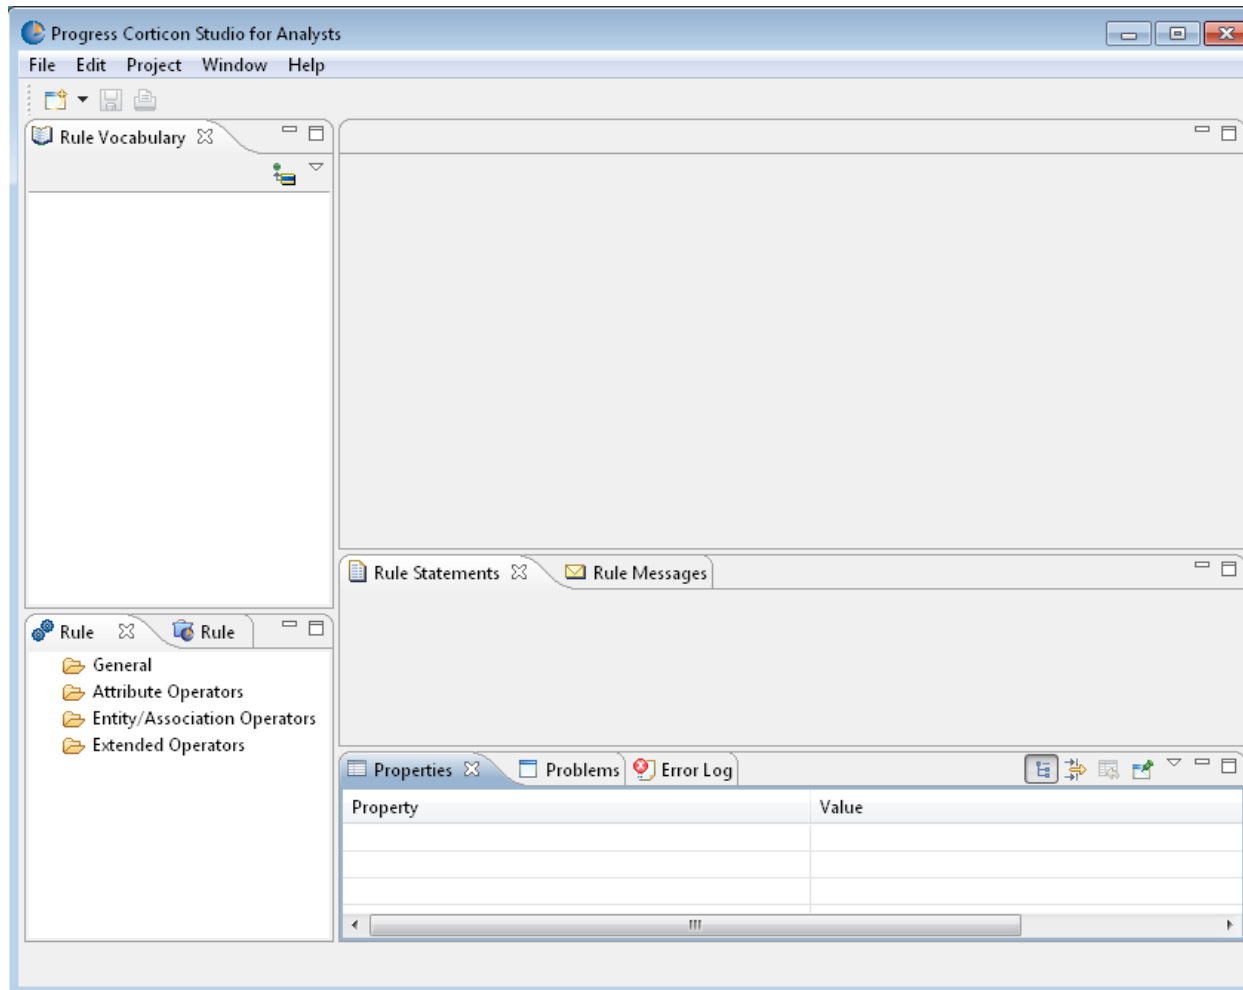 Progress Corticon Studio for Analysts
File Edit Project Window Help
Rule Vocabulary
Rule Statements Rule Messages
Rule Rule
General
Attribute Operators
Entity/Association Operators
Extended Operators
Properties Problems Error Log
Property Value